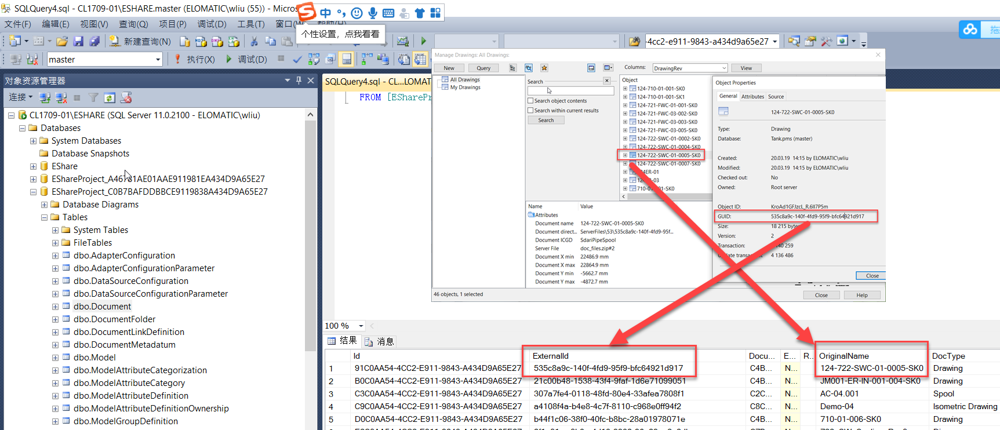 SQLQuery4.sql - CL1709-01\ESHARE.master (ELOMATIC\wliu (55)) - Micros
中
文件(F) 编辑(E) 视图(V) 查询(Q) 项目(P) 调试(D) 工具(T) 窗口(W) 帮助(H)
个性设置，点我看看
新建查询(N)
-4cc2-e911-9843-a434d9a65e27
master
执行(X)
调试(D)
对象资源管理器
连接
CL1709-01\ESHARE (SQL Server 11.0.2100 - ELOMATIC\wliu)
Databases
System Databases
Database Snapshots
EShare
EShareProject_C0B7BAFDDBBCE9119838A434D9A65E27
Database Diagrams
Tables
System Tables
FileTables
dbo.AdapterConfiguration
dbo.AdapterConfigurationParameter
dbo.DataSourceConfiguration
dbo.DataSourceConfigurationParameter
dbo.Document
dbo.DocumentFolder
dbo.DocumentLinkDefinition
dbo.DocumentMetadatum
dbo.Model
dbo.ModelAttributeCategorization
dbo.ModelAttributeCategory
dbo.ModelAttributeDefinition
dbo.ModelAttributeDefinitionOwnership
dbo.ModelGroupDefinition
SQLQuery4.sql - CL...LOMAT
FROM [ESharePr
Manage Drawings: All Drawings:
New Query
Columns: DrawingRev View
All Drawings
My Drawings
Search
Search object contents
Search within current results
Search
Object
124-710-01-001-SK0
124-710-01-001-SK1
124-721-FWC-01-001-SK0
124-721-FWC-03-002-SK0
124-721-FWC-03-003-SK0
124-721-FWC-03-005-SK0
124-722-SWC-01-0002-SK0
124-722-SWC-01-0004-SK0
124-722-SWC-01-0005-SK0
124-722-SWC-01-0007-SK0
Name Value
Attributes
Document name 124-722-SWC-01-0005-SK0
Document direct... ServerFiles\53\535c8a9c-140f-4fd9-95f...
Document ICGD SdariPipeSpool
Server File doc_files.zip#2
Document X min 22486.9 mm
Document X max 22864.9 mm
Document Y min -5662.7 mm
Document Y max -4872.7 mm
46 objects, 1 selected
Close Help
Object Properties
General Attributes Source
124-722-SWC-01-0005-SK0
Type: Drawing
Database: Tank.pms (master)
Created: 20.03.19 14:15 by ELOMATIC\wliu
Modified: 20.03.19 14:15 by ELOMATIC\wliu
Checked out: No
Owned: Root server
Object ID: KroAd1GFJzcL_R.6II7P5m
GUID: 535c8a9c-140f-4fd9-95f9-bfc64921d917
Size: 18 215 bytes
Version: 2
Transaction:
4 136 486
Close
100 %
结果 消息
Id ExternalId Docu... E... R... OriginalName DocType
1 91C0AA54-4CC2-E911-9843-A434D9A65E27 535c8a9c-140f-4fd9-95f9-bfc64921d917 C4B... N... 124-722-SWC-01-0005-SK0 Drawing
2 B0C0AA54-4CC2-E911-9843-A434D9A65E27 21c00b48-1538-43f4-9faf-1d6e71099051 C4B... N... JM001-ER-IN-001-004-SK0 Drawing
3 C3C0AA54-4CC2-E911-9843-A434D9A65E27 307a7fe4-0118-48fd-80e4-33afea7808f1 C2C... N... AC-04.001 Spool
4 C9C0AA54-4CC2-E911-9843-A434D9A65E27 a4108f4a-b4e8-4c7f-8110-c968e0ff94f2 C8C... N... Demo-04 Isometric Drawing
5 D0C0AA54-4CC2-E911-9843-A434D9A65E27 b44f1c06-38f0-40fc-b8bc-28a01978071e C4B... N... 710-01-006-SK0 Drawing